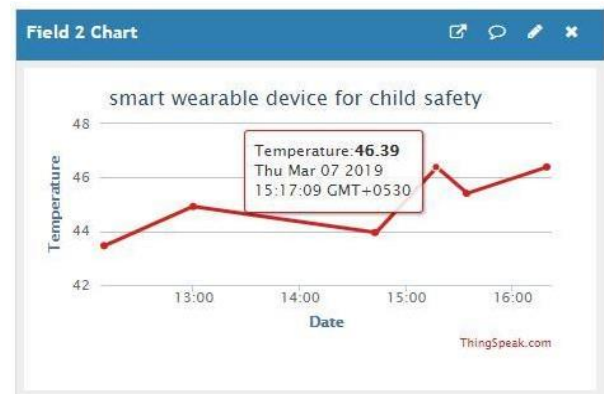 Field 2 Chart
smart wearable device for child safety
48
46
44
42
Temperature
Temperature:46.39
Thu Mar 07 2019
15:17:09 GMT+0530
13:00 14:00 15:00 16:00
Date
ThingSpeak.com